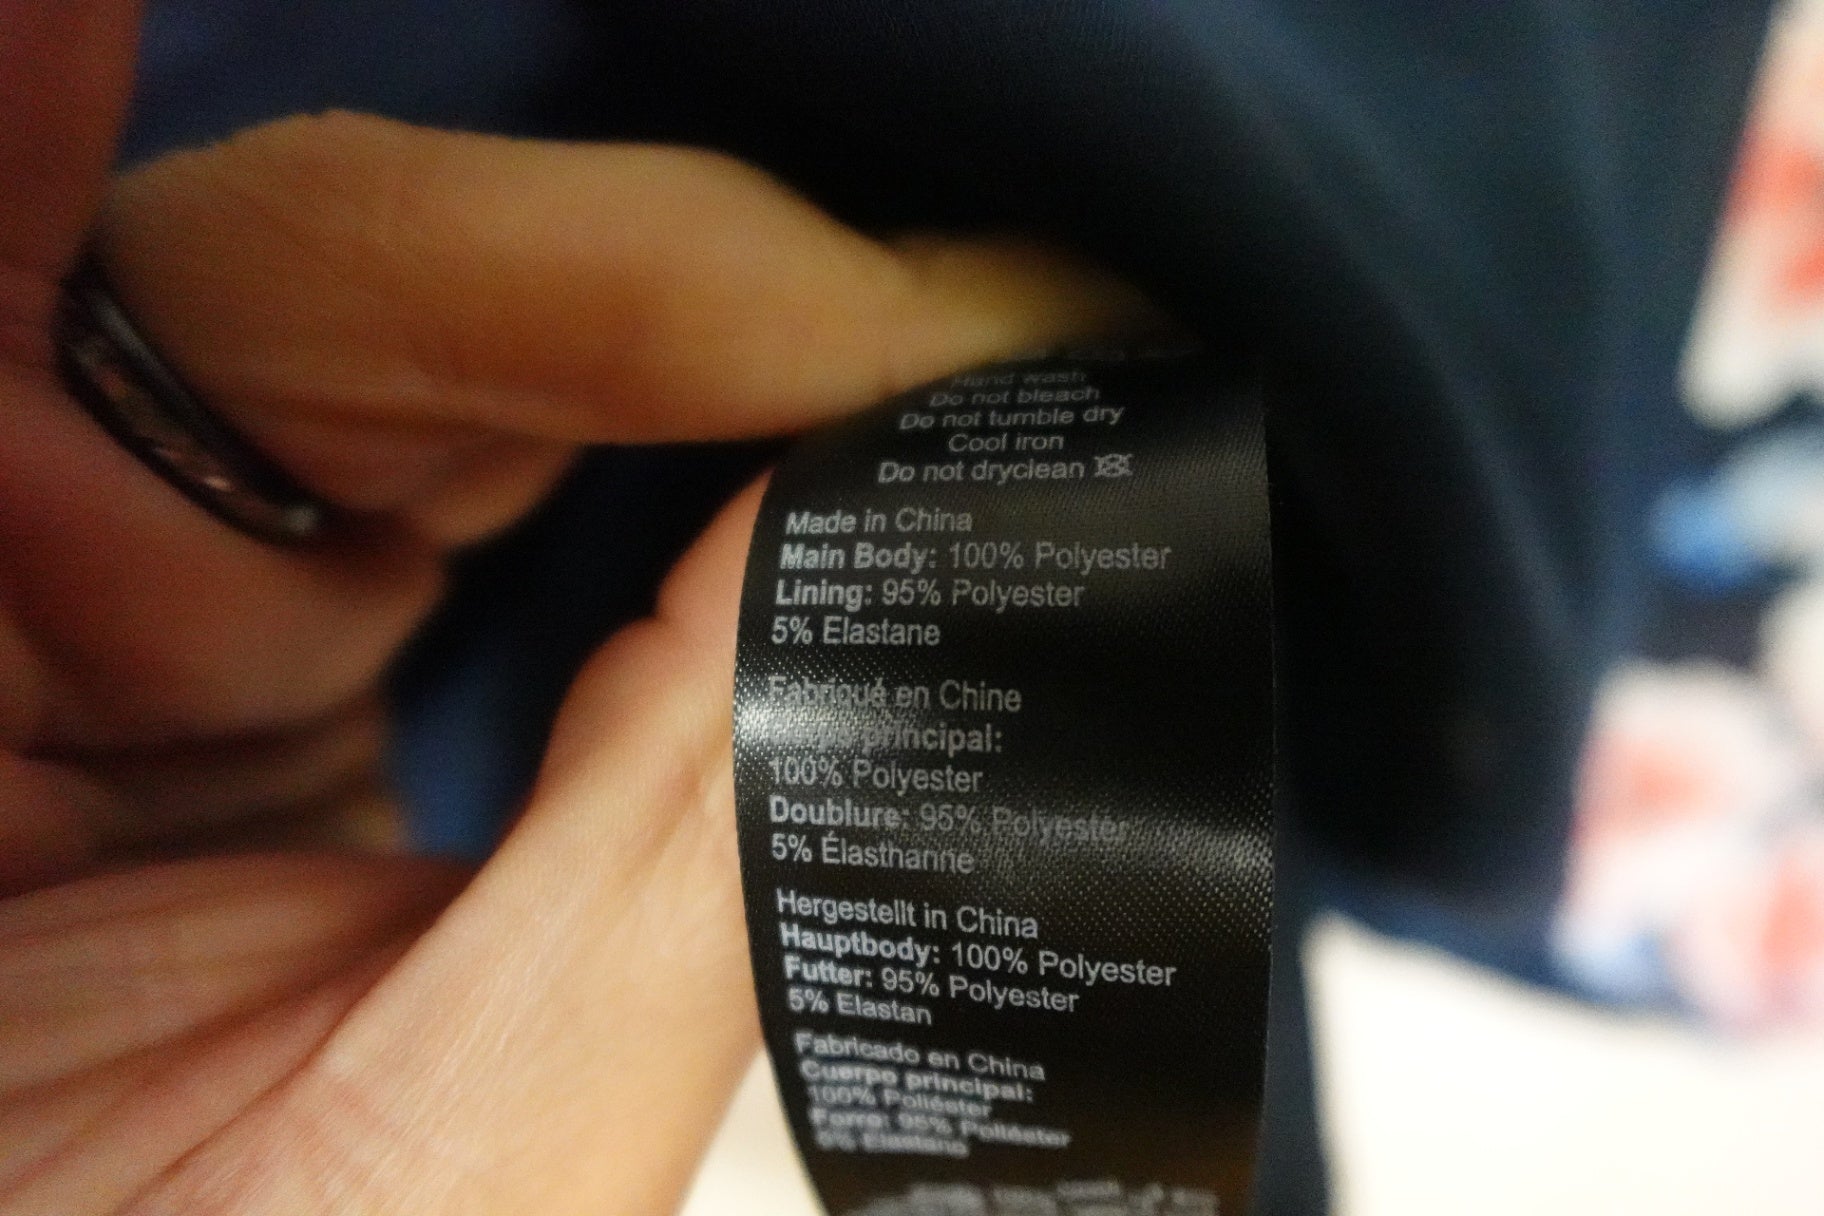 Hand wash
Do not bleach
Do not tumble dry
Cool iron
Do not dryclean
Made in China
Main Body: 100% Polyester
Lining: 95% Polyester
5% Elastane
Fabriqué en Chine
principal:
100% Polyester
Doublure: 95% Polyester
5% Élasthanne
Hergestellt in China
Hauptbody: 100% Polyester
Futter: 95% Polyester
5% Elastan
Fabricado en China
Cuerpo principal:
100% Poliéster
Forro: 95% Poliéster
5% Elastano